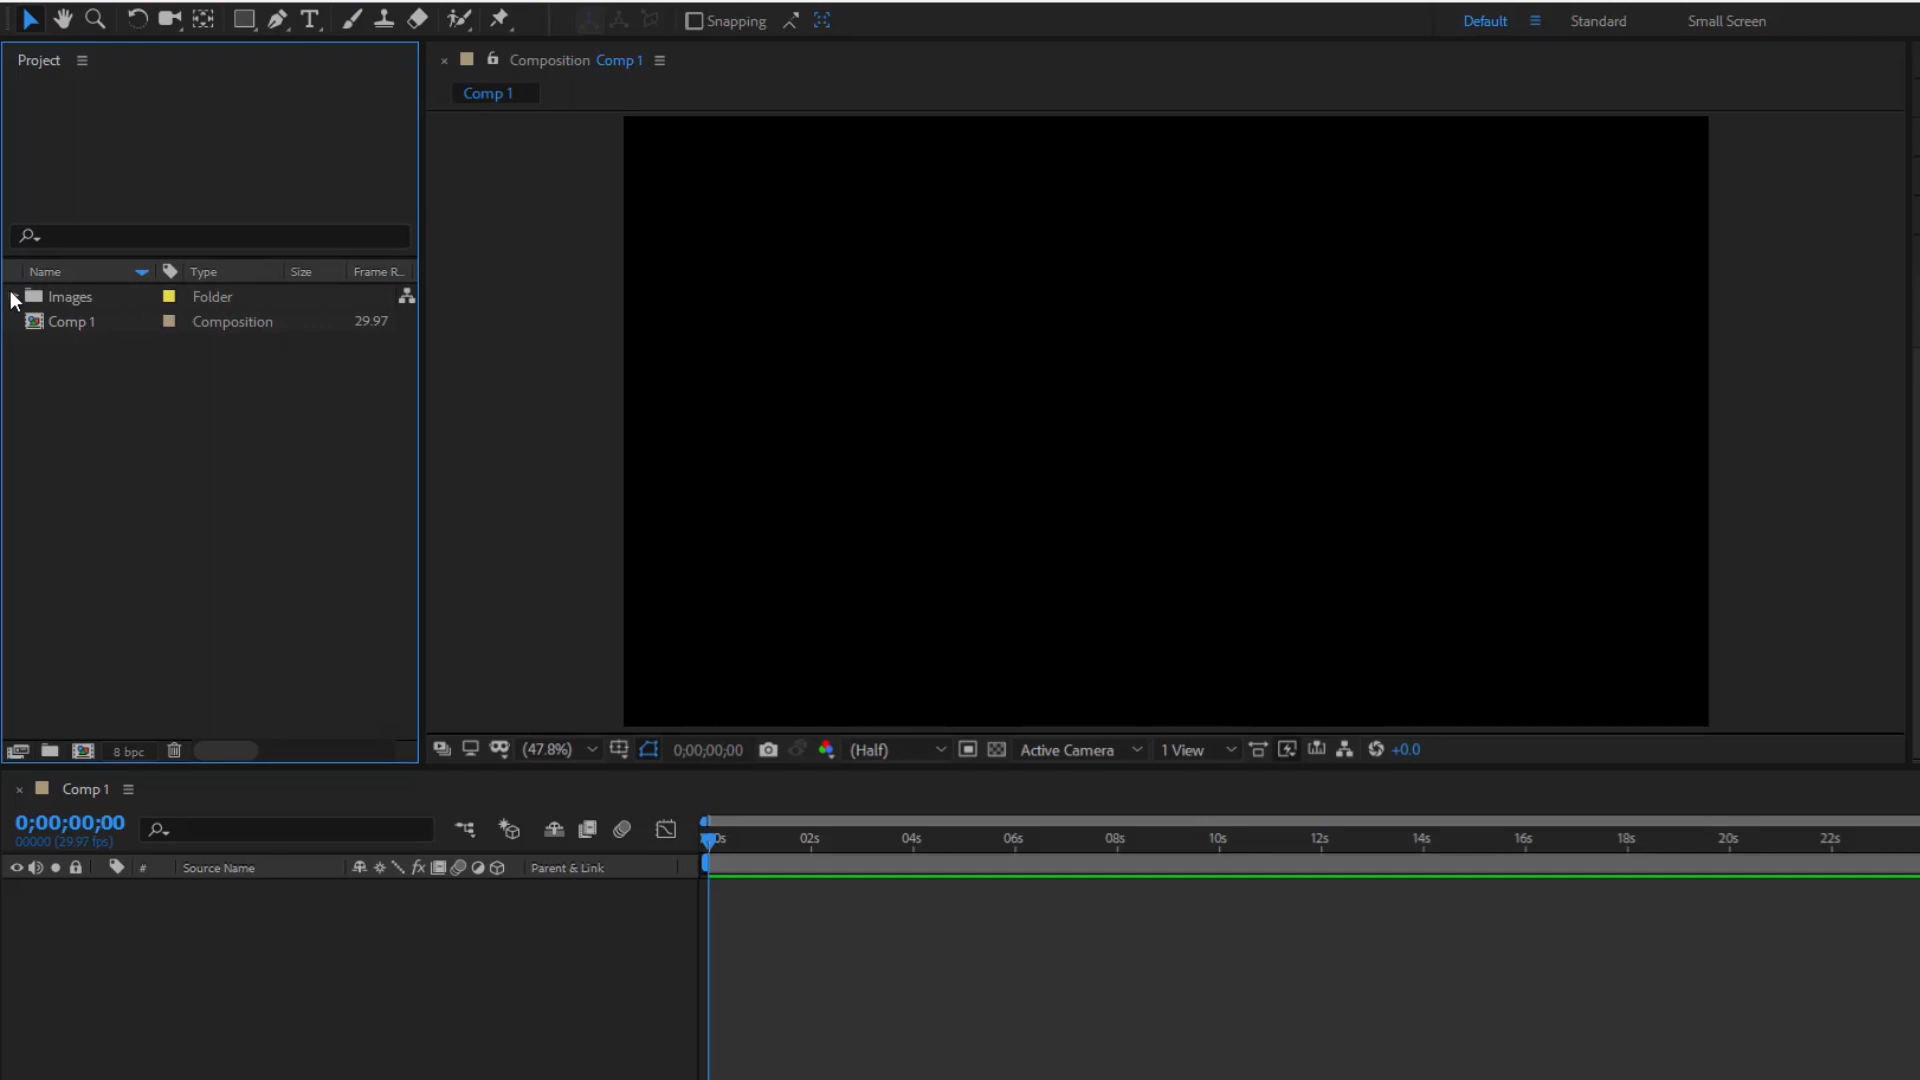 Snapping
Default
Standard
Small Screen
Project
Composition Comp 1
Comp 1
Name
Type
Size
Frame R...
Images
Folder
Comp 1
Composition
29.97
8 bpc
(47.8%)
0;00;00;00
(Half)
Active Camera
1 View
+0.0
Comp 1
0;00;00;00
00000 (29.97 fps)
0s
02s
04s
06s
08s
10s
12s
14s
16s
18s
20s
22s
#
Source Name
fx
Parent & Link